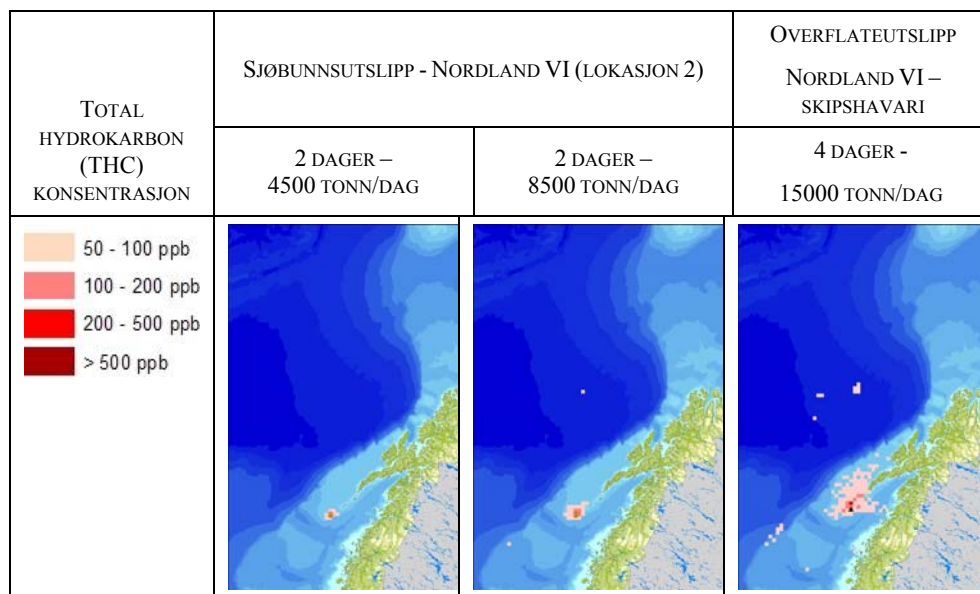 TOTAL
HYDROKARBON
(THC)
KONSENTRASJON
SJØBUNNSUTSLIPP - NORDLAND VI (LOKASJON 2)
OVERFLATEUTSLIPP
NORDLAND VI –
SKIPSHAVARI
2 DAGER –
4500 TONN/DAG
2 DAGER –
8500 TONN/DAG
4 DAGER -
15000 TONN/DAG
50 - 100 ppb
100 - 200 ppb
200 - 500 ppb
> 500 ppb